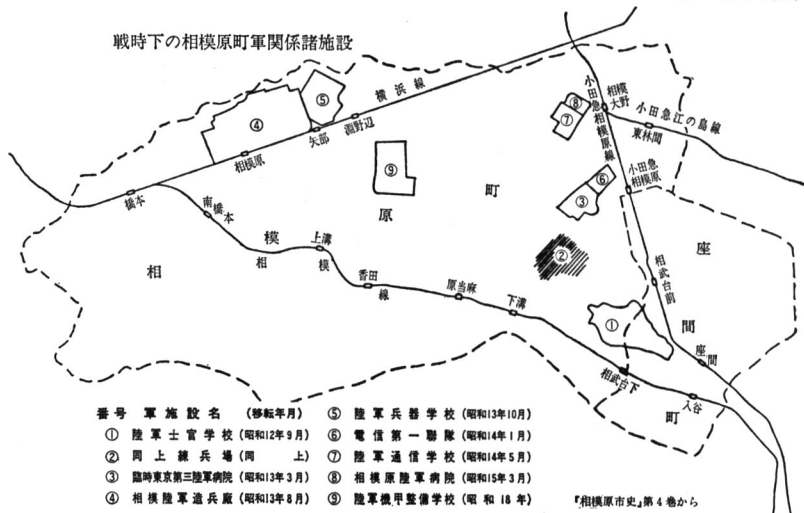 戦時下の相模原町軍関係諸施設
⑤
横浜線
⑧
相模大野
小田急江の島線
④
矢部
淵野辺
⑦
小田急相模原線
東林間
相模原
⑨
⑥
小田急相模原
橋本
町
③
南橋本
原
模
上溝
②
座
相
相
模
香田
線
原当麻
下溝
相武台前
①
間
座間
相武台下
入谷
町
番号 軍施設名 (移転年月)
① 陸軍士官学校 (昭和12年9月)
② 同上練兵場 (同 上)
③ 臨時東京第三陸軍病院 (昭和13年3月)
④ 相模陸軍造兵廠 (昭和13年8月)
⑤ 陸軍兵器学校 (昭和13年10月)
⑥ 電信第一聯隊 (昭和14年1月)
⑦ 陸軍通信学校 (昭和14年5月)
⑧ 相模原陸軍病院 (昭和15年3月)
⑨ 陸軍機甲整備学校 (昭和18年)
『相模原市史』第4巻から